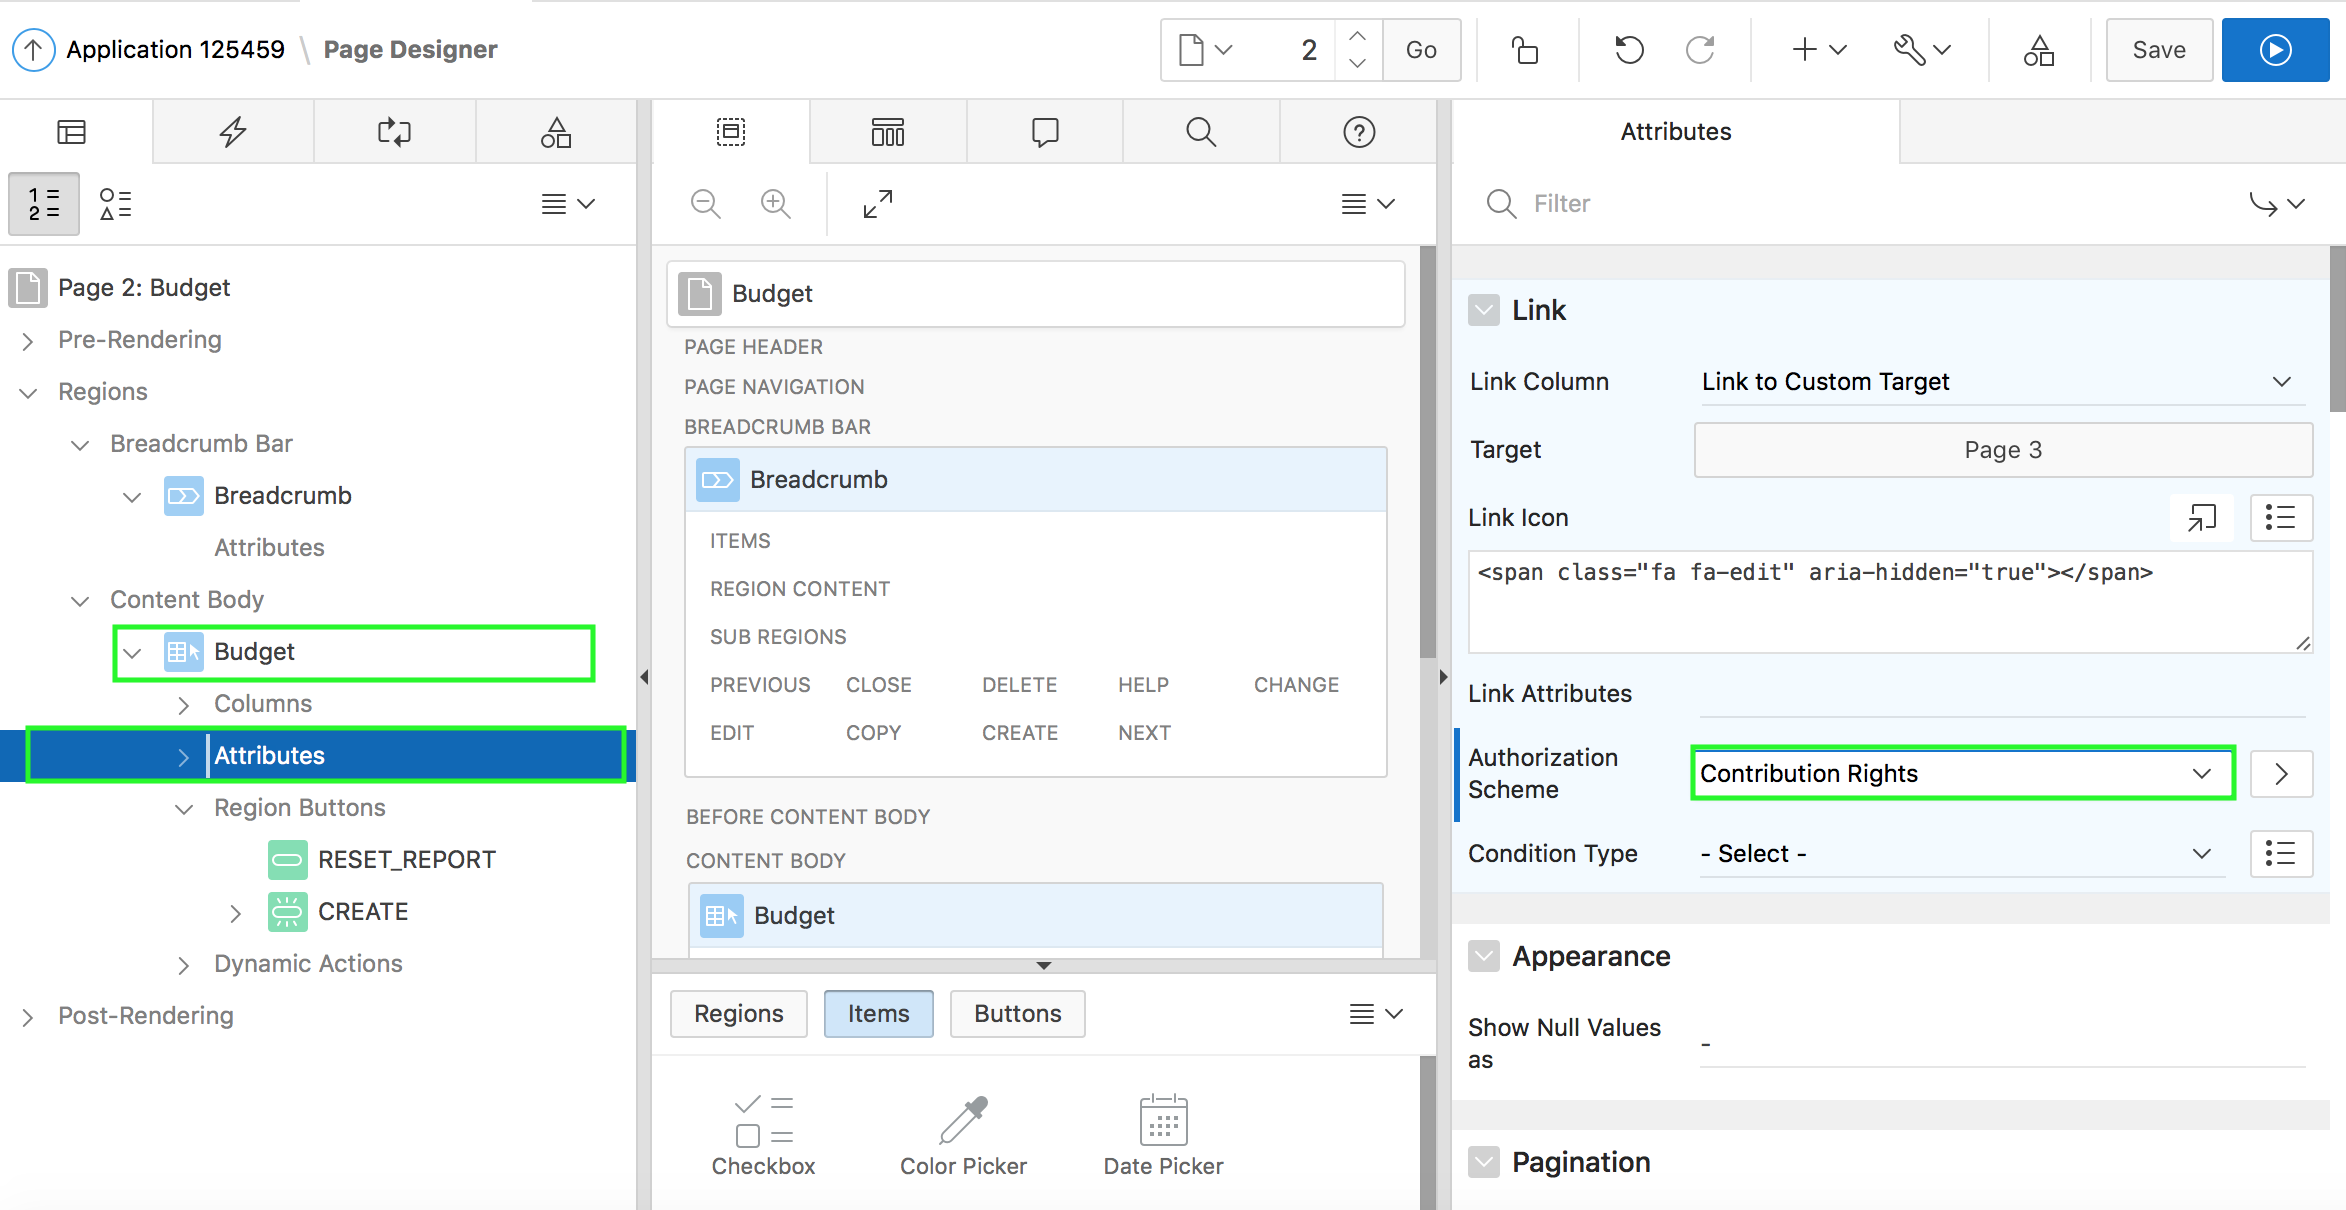 Application 125459 \ Page Designer
2
Go
Save
1
2
Page 2: Budget
Pre-Rendering
Regions
Breadcrumb Bar
Breadcrumb
Attributes
Content Body
Budget
Columns
Attributes
Region Buttons
RESET_REPORT
CREATE
Dynamic Actions
Post-Rendering
Budget
PAGE HEADER
PAGE NAVIGATION
BREADCRUMB BAR
Breadcrumb
ITEMS
REGION CONTENT
SUB REGIONS
PREVIOUS CLOSE DELETE HELP CHANGE
EDIT COPY CREATE NEXT
BEFORE CONTENT BODY
CONTENT BODY
Budget
Regions Items Buttons
Checkbox Color Picker Date Picker
Attributes
Filter
Link
Link Column Link to Custom Target
Target Page 3
Link Icon
<span class="fa fa-edit" aria-hidden="true"></span>
Link Attributes
Authorization
Scheme
Contribution Rights
Condition Type - Select -
Appearance
Show Null Values
as
-
Pagination